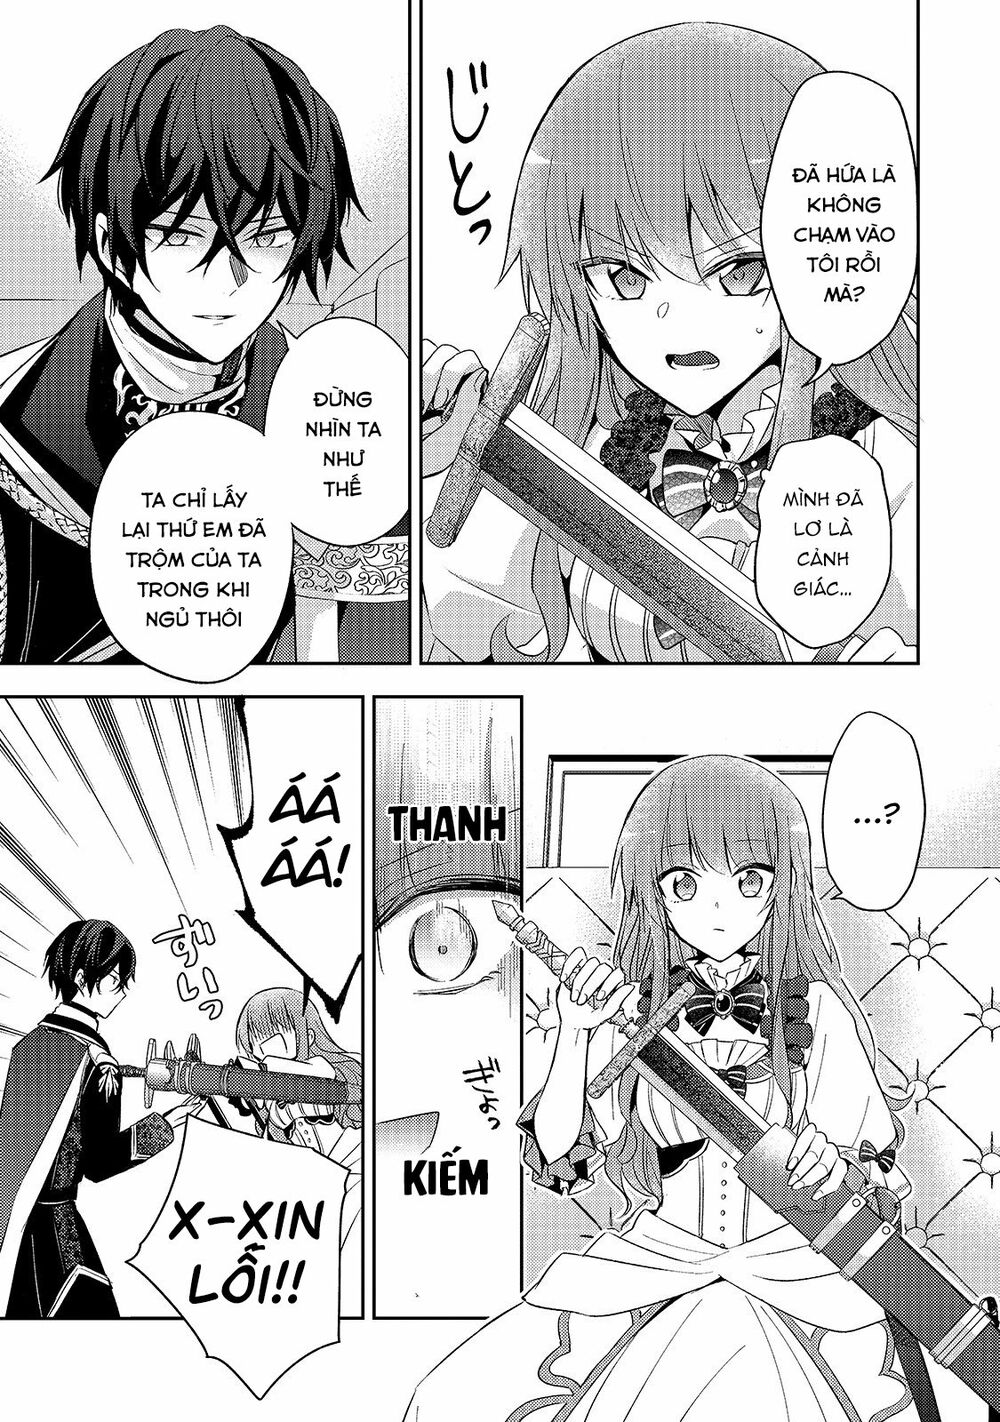 ĐÃ HỨA LÀ
KHÔNG
CHẠM VÀO
TÔI RỒI
MÀ?
じとっ
MÌNH ĐÃ
LƠ LÀ
CẢNH
GIÁC...
ĐỪNG
NHÌN TA
NHƯ
THẾ
TA CHỈ LẤY
LẠI THỨ EM ĐÃ
TRỘM CỦA TA
TRONG KHI
NGỦ THÔI
...?
THANH
KIẾM
ぎょっ
ÁÁ
ÁÁ!
ずいっ
X-XIN
LỖI!!